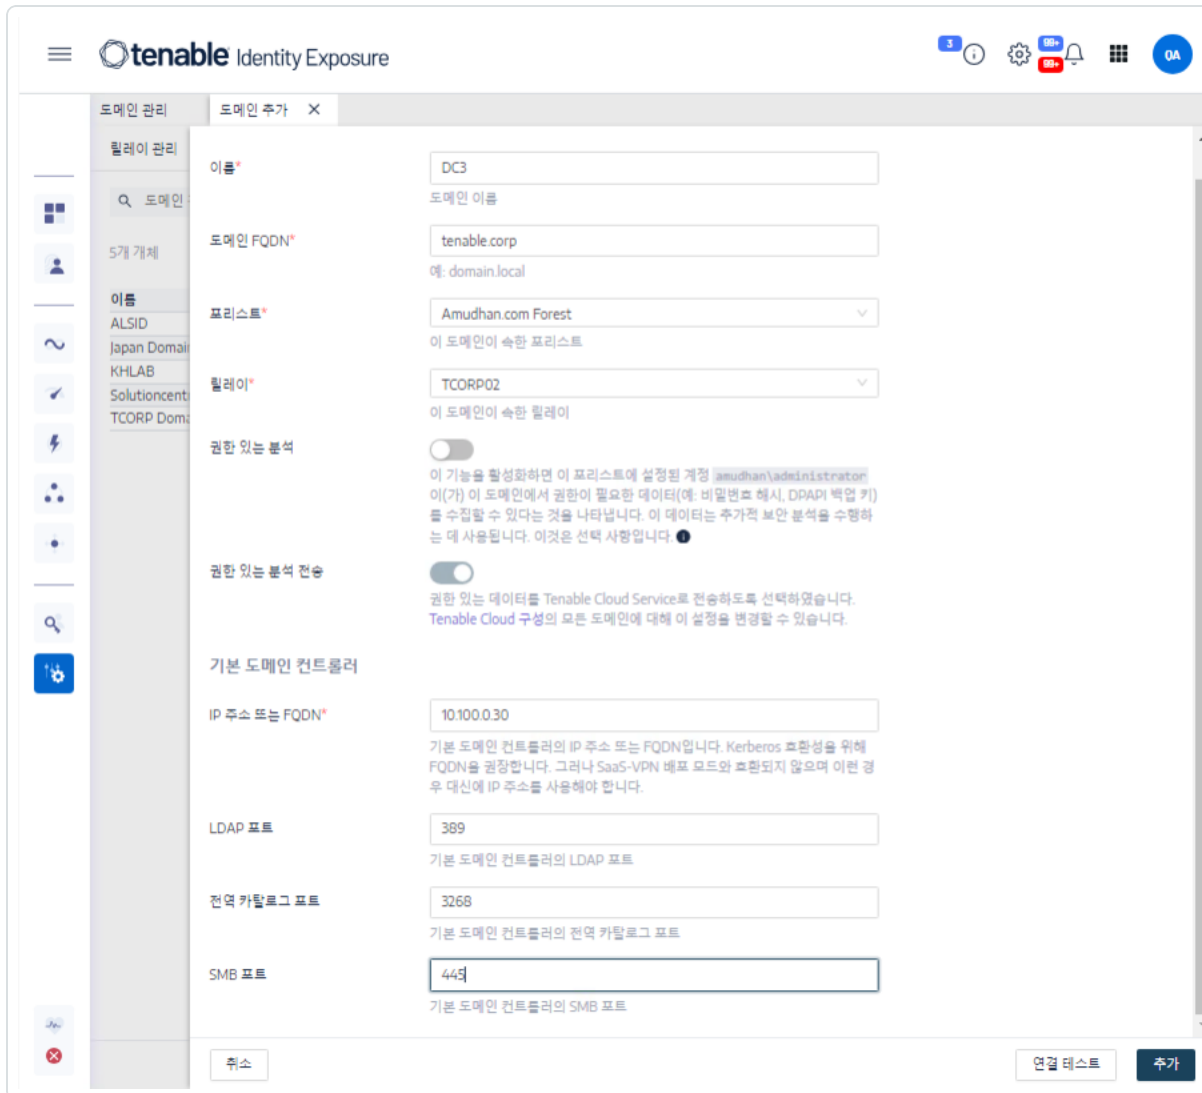 tenable Identity Exposure
3
99+
99+
QA
도메인 관리
도메인 추가
릴레이 관리
도메인
5개 개체
이름
ALSID
Japan Domai
KHLAB
Solutioncent
TCORP Doma
이름*
DC3
도메인 이름
도메인 FQDN*
tenable.corp
예: domain.local
포리스트*
Amudhan.com Forest
이 도메인이 속한 포리스트
릴레이*
TCORP02
이 도메인이 속한 릴레이
권한 있는 분석
이 기능을 활성화하면 이 포리스트에 설정된 계정 amudhan\administrator
이(가) 이 도메인에서 권한이 필요한 데이터(예: 비밀번호 해시, DPAPI 백업 키)
를 수집할 수 있다는 것을 나타냅니다. 이 데이터는 추가적 보안 분석을 수행하
는 데 사용됩니다. 이것은 선택 사항입니다.
권한 있는 분석 전송
권한 있는 데이터를 Tenable Cloud Service로 전송하도록 선택하였습니다.
Tenable Cloud 구성의 모든 도메인에 대해 이 설정을 변경할 수 있습니다.
기본 도메인 컨트롤러
IP 주소 또는 FQDN*
10.100.0.30
기본 도메인 컨트롤러의 IP 주소 또는 FQDN입니다. Kerberos 호환성을 위해
FQDN을 권장합니다. 그러나 SaaS-VPN 배포 모드와 호환되지 않으며 이런 경
우 대신에 IP 주소를 사용해야 합니다.
LDAP 포트
389
기본 도메인 컨트롤러의 LDAP 포트
전역 카탈로그 포트
3268
기본 도메인 컨트롤러의 전역 카탈로그 포트
SMB 포트
445
기본 도메인 컨트롤러의 SMB 포트
취소
연결 테스트
추가